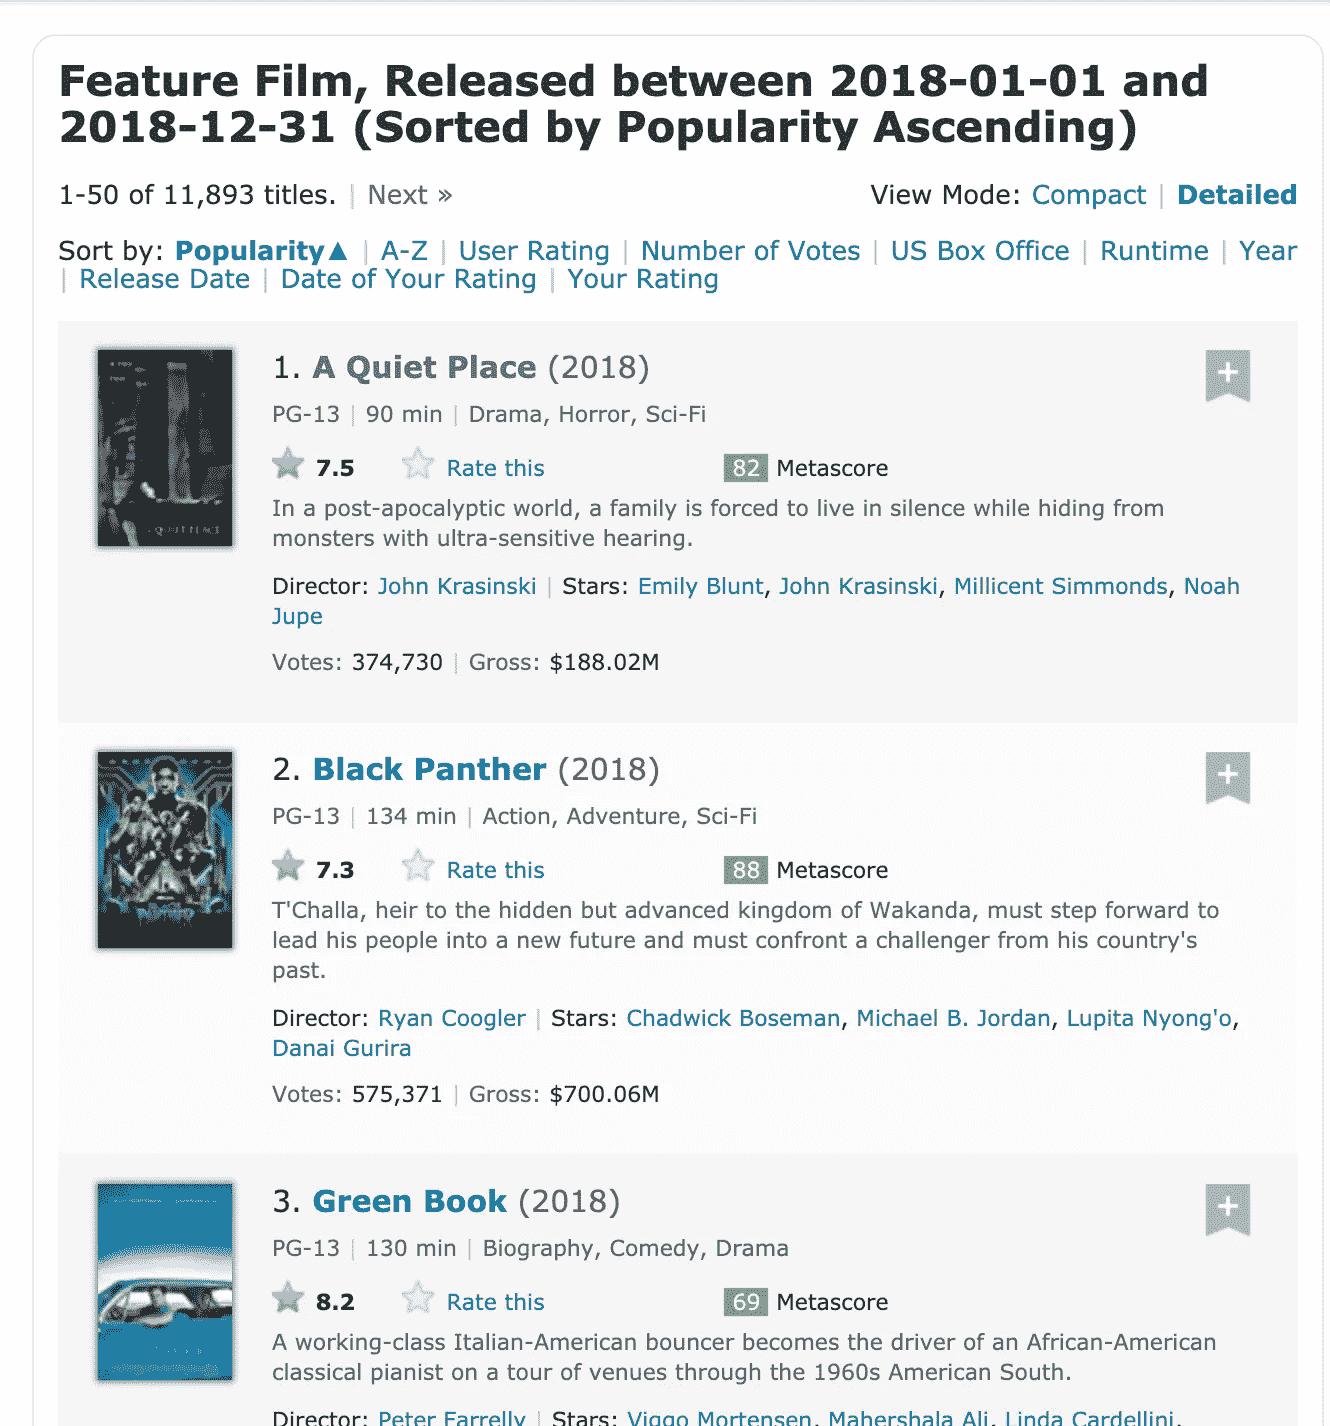 Feature Film, Released between 2018-01-01 and
2018-12-31 (Sorted by Popularity Ascending)
1-50 of 11,893 titles. | Next »
View Mode: Compact | Detailed
Sort by: Popularity▲ | A-Z | User Rating | Number of Votes | US Box Office | Runtime | Year
| Release Date | Date of Your Rating | Your Rating
1. A Quiet Place (2018)
PG-13 | 90 min | Drama, Horror, Sci-Fi
7.5 Rate this 82 Metascore
In a post-apocalyptic world, a family is forced to live in silence while hiding from
monsters with ultra-sensitive hearing.
Director: John Krasinski | Stars: Emily Blunt, John Krasinski, Millicent Simmonds, Noah
Jupe
Votes: 374,730 | Gross: $188.02M
2. Black Panther (2018)
PG-13 | 134 min | Action, Adventure, Sci-Fi
7.3 Rate this 88 Metascore
T'Challa, heir to the hidden but advanced kingdom of Wakanda, must step forward to
lead his people into a new future and must confront a challenger from his country's
past.
Director: Ryan Coogler | Stars: Chadwick Boseman, Michael B. Jordan, Lupita Nyong'o,
Danai Gurira
Votes: 575,371 | Gross: $700.06M
3. Green Book (2018)
PG-13 | 130 min | Biography, Comedy, Drama
8.2 Rate this 69 Metascore
A working-class Italian-American bouncer becomes the driver of an African-American
classical pianist on a tour of venues through the 1960s American South.
Director: Peter Farrelly | Stars: Viggo Mortensen, Mahershala Ali, Linda Cardellini,